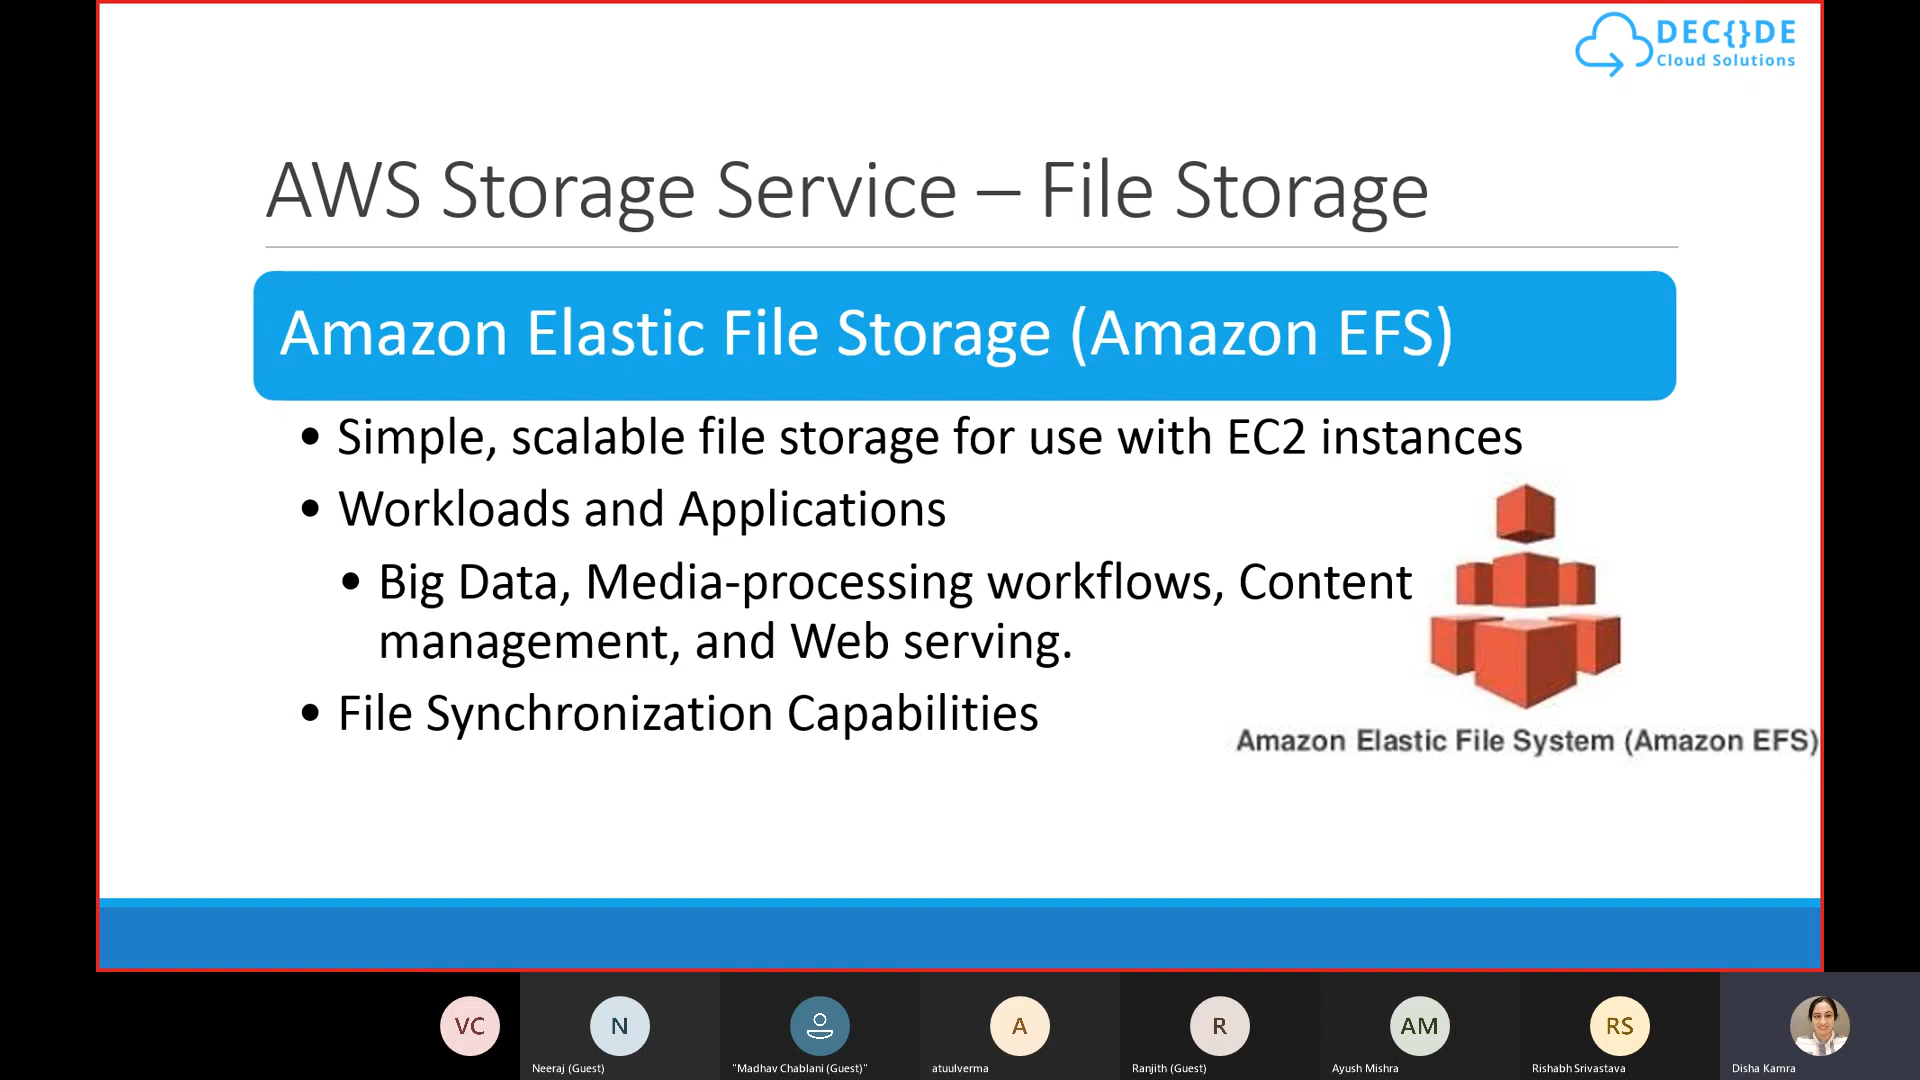 DEC{}DE
Cloud Solutions
AWS Storage Service – File Storage
Amazon Elastic File Storage (Amazon EFS)
• Simple, scalable file storage for use with EC2 instances
• Workloads and Applications
• Big Data, Media-processing workflows, Content
management, and Web serving.
• File Synchronization Capabilities
Amazon Elastic File System (Amazon EFS)
VC
N
A
R
AM
RS
Neeraj (Guest)
"Madhav Chablani (Guest)"
atuulverma
Ranjith (Guest)
Ayush Mishra
Rishabh Srivastava
Disha Kamra